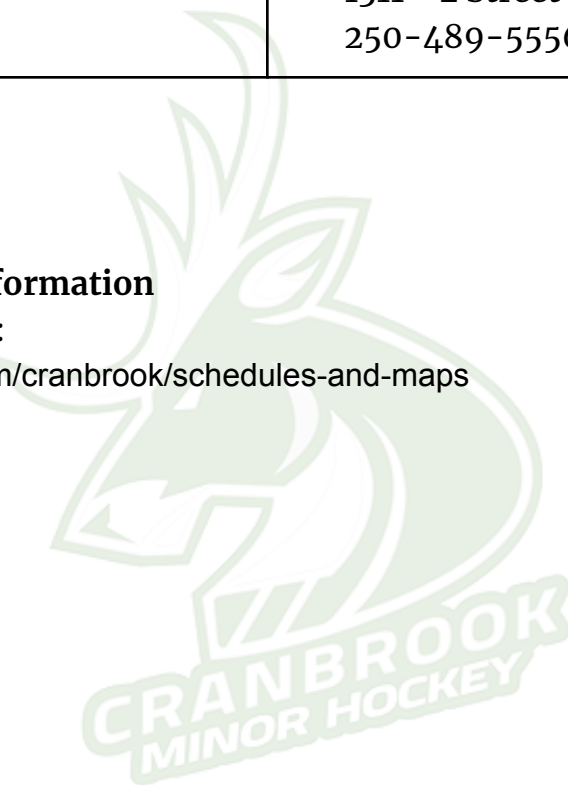 250-489-555
formation
:
m/cranbrook/schedules-and-maps
CRANBROOK
MINOR HOCKEY